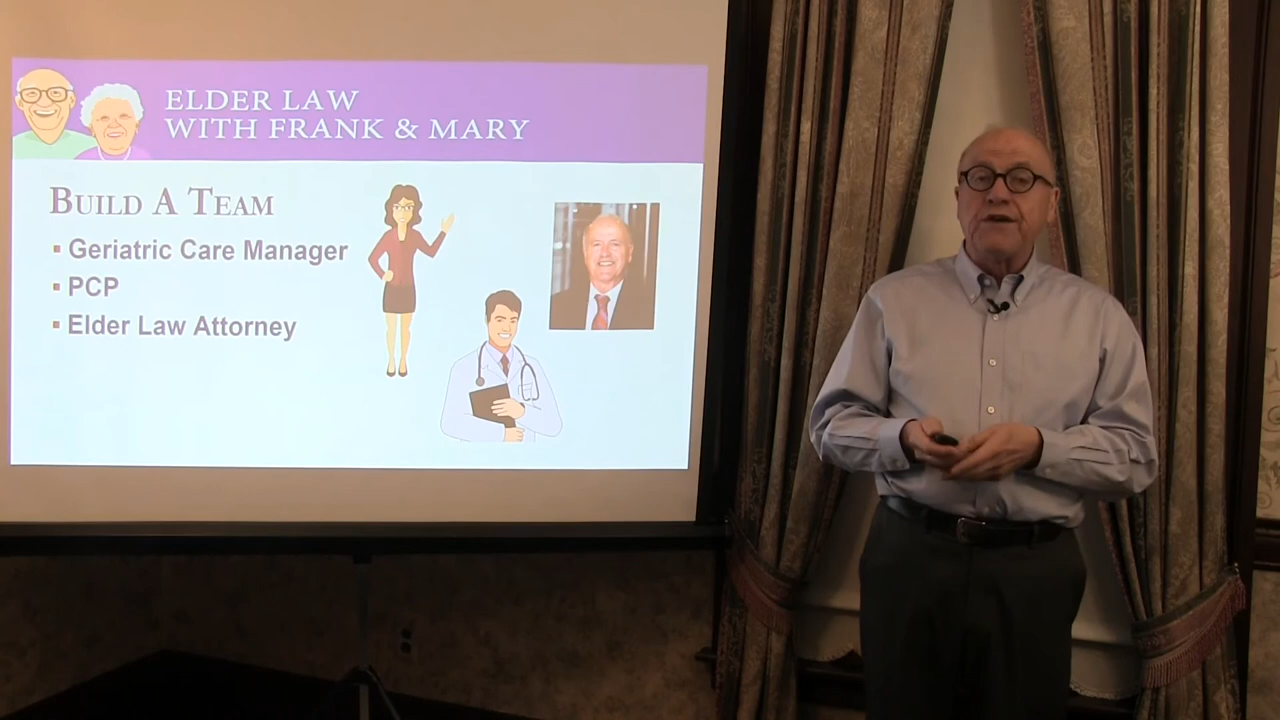 ELDER LAW
WITH FRANK & MARY
BUILD A TEAM
▪ Geriatric Care Manager
▪ PCP
▪ Elder Law Attorney